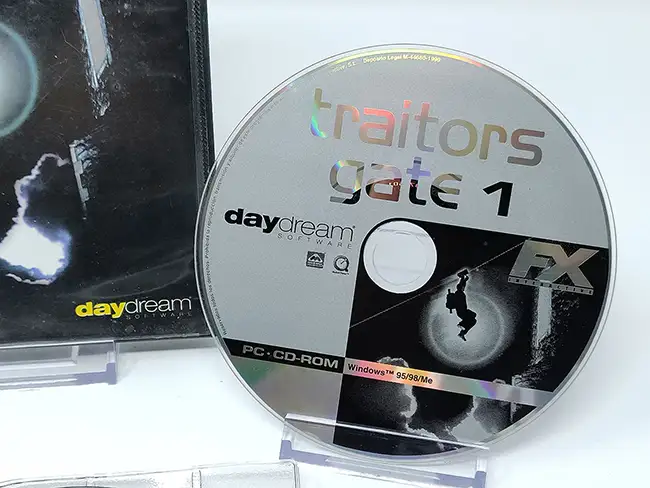 Depósito Legal M-44665-1999
traitors
gate 1
daydream
SOFTWARE
FX
INTERACTIVE
PC · CD-ROM
Windows™ 95/98/Me
daydream
SOFTWARE